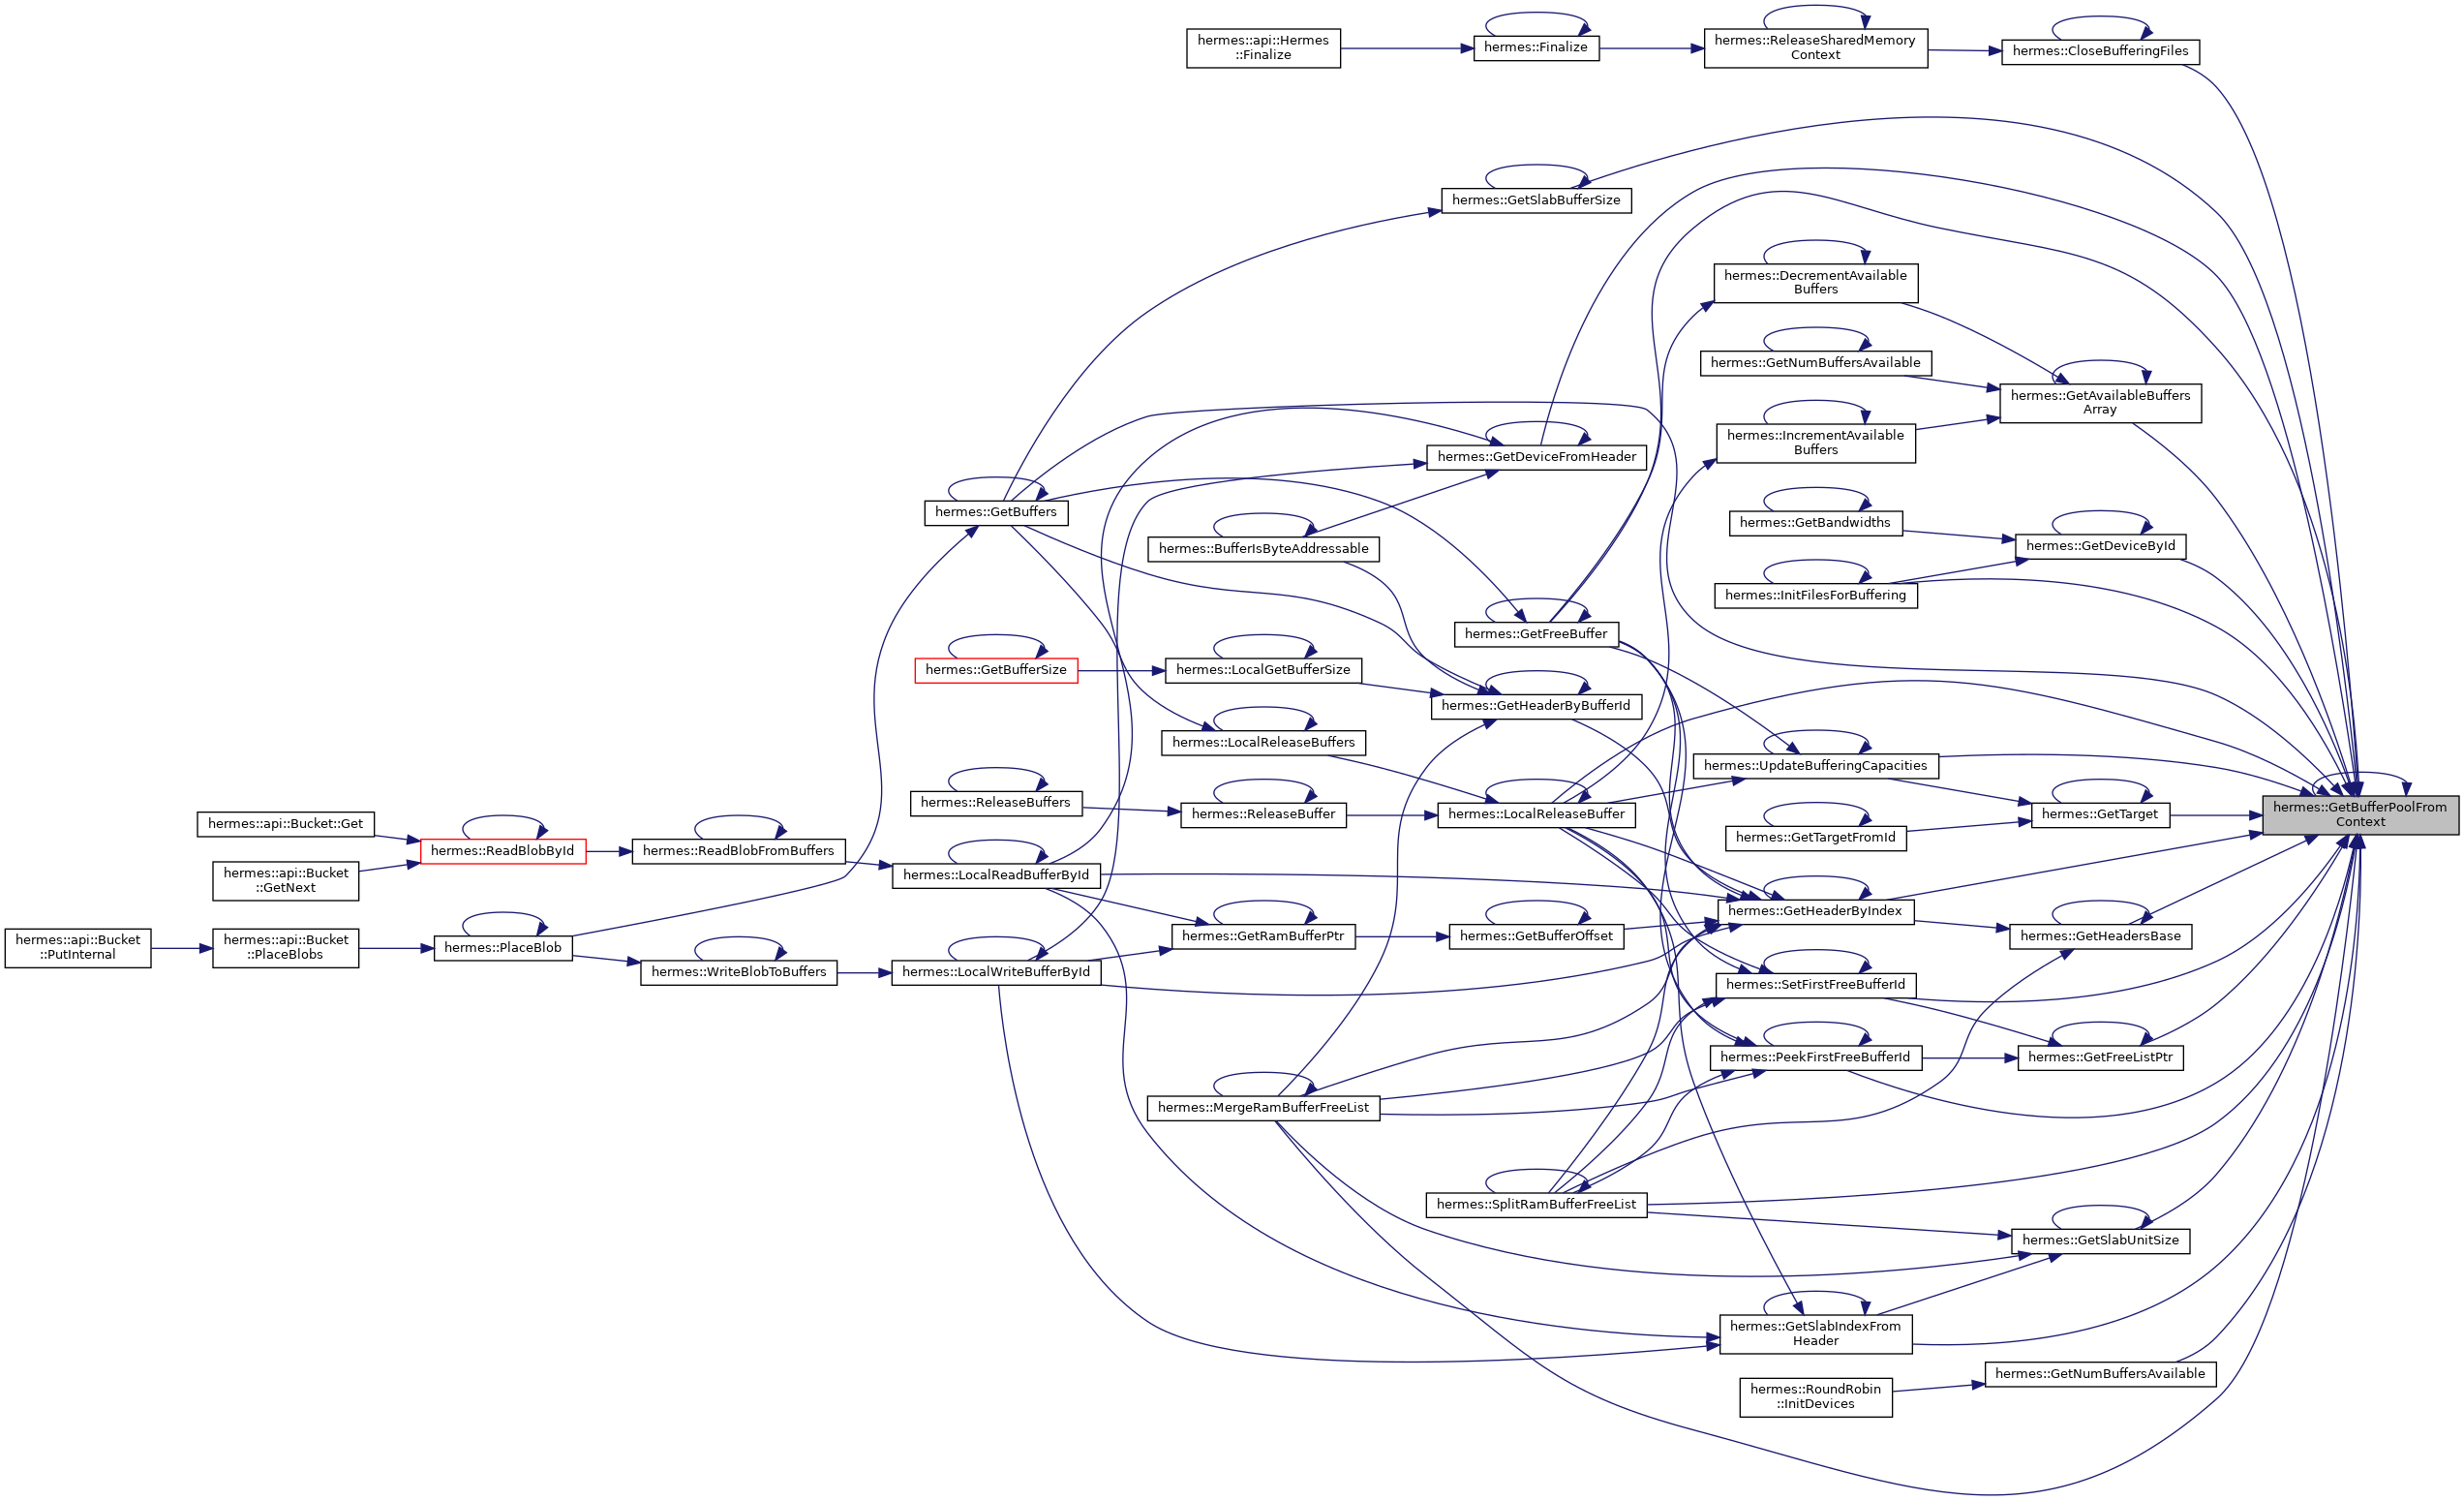 hermes::api::Hermes
::Finalize
hermes::Finalize
hermes::ReleaseSharedMemory
Context
hermes::CloseBufferingFiles
hermes::GetSlabBufferSize
hermes::DecrementAvailable
Buffers
hermes::GetNumBuffersAvailable
hermes::GetAvailableBuffers
Array
hermes::IncrementAvailable
Buffers
hermes::GetDeviceFromHeader
hermes::GetBuffers
hermes::GetBandwidths
hermes::BufferIsByteAddressable
hermes::GetDeviceById
hermes::InitFilesForBuffering
hermes::GetFreeBuffer
hermes::GetBufferSize
hermes::LocalGetBufferSize
hermes::GetHeaderByBufferId
hermes::LocalReleaseBuffers
hermes::UpdateBufferingCapacities
hermes::ReleaseBuffers
hermes::ReleaseBuffer
hermes::LocalReleaseBuffer
hermes::GetTarget
hermes::GetBufferPoolFrom
Context
hermes::api::Bucket::Get
hermes::GetTargetFromId
hermes::ReadBlobById
hermes::ReadBlobFromBuffers
hermes::api::Bucket
::GetNext
hermes::LocalReadBufferById
hermes::GetHeaderByIndex
hermes::api::Bucket
::PutInternal
hermes::api::Bucket
::PlaceBlobs
hermes::PlaceBlob
hermes::GetRamBufferPtr
hermes::GetBufferOffset
hermes::GetHeadersBase
hermes::WriteBlobToBuffers
hermes::LocalWriteBufferById
hermes::SetFirstFreeBufferId
hermes::PeekFirstFreeBufferId
hermes::GetFreeListPtr
hermes::MergeRamBufferFreeList
hermes::SplitRamBufferFreeList
hermes::GetSlabUnitSize
hermes::GetSlabIndexFrom
Header
hermes::GetNumBuffersAvailable
hermes::RoundRobin
::InitDevices